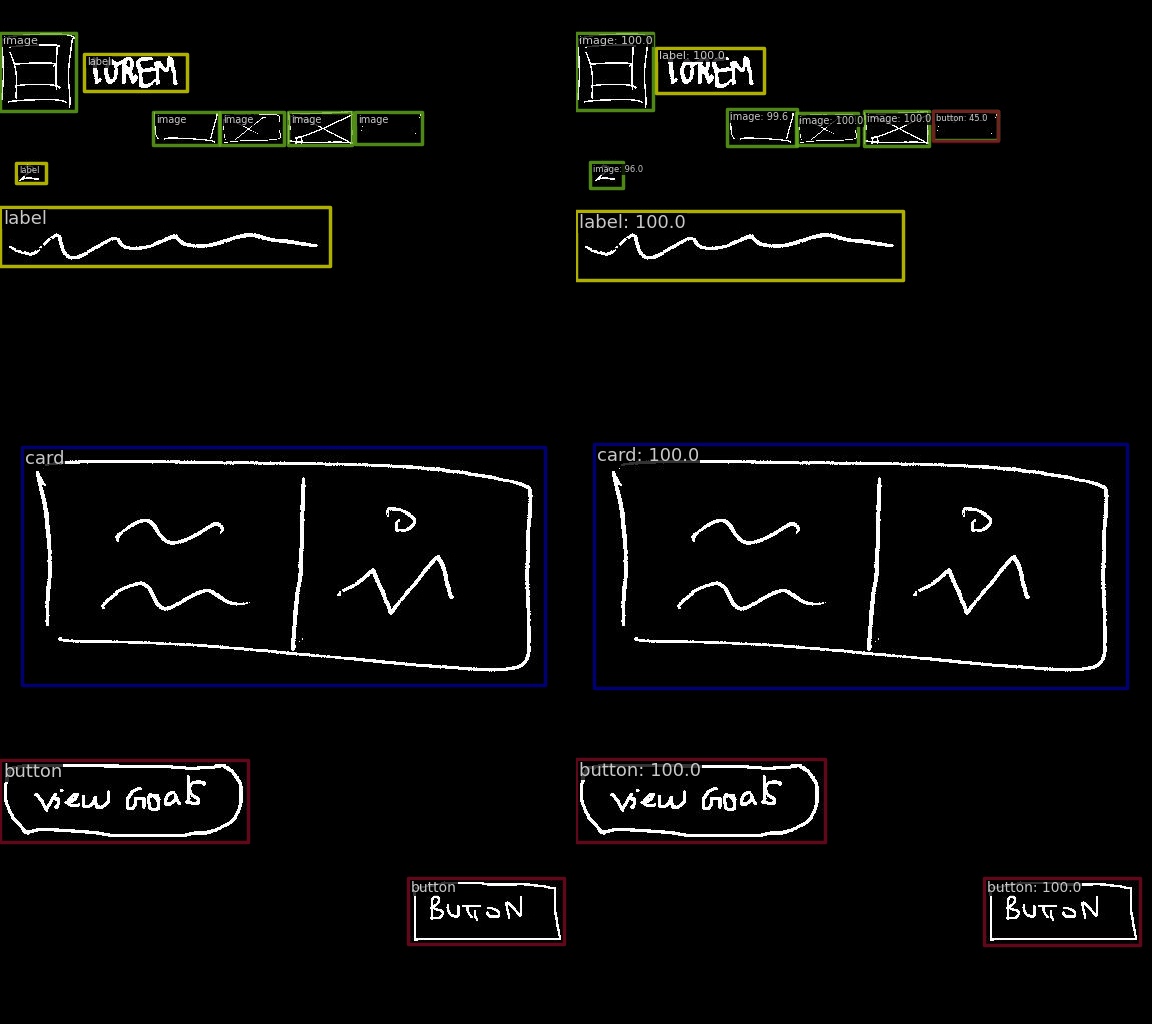 image
label
LOREM
image image image image
label
label
card
button
View Goals
button
BUTTON
image: 100.0
label: 100.0
LOREM
image: 99.6 image: 100.0 image: 100.0 button: 45.0
image: 96.0
label: 100.0
card: 100.0
button: 100.0
View Goals
button: 100.0
BUTTON